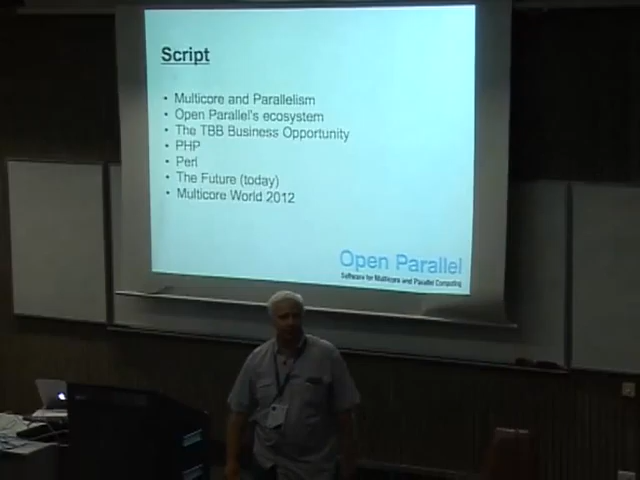 Script
• Multicore and Parallelism
• Open Parallel's ecosystem
• The TBB Business Opportunity
• PHP
• Perl
• The Future (today)
• Multicore World 2012
Open Parallel
Software for Multicore and Parallel Computing